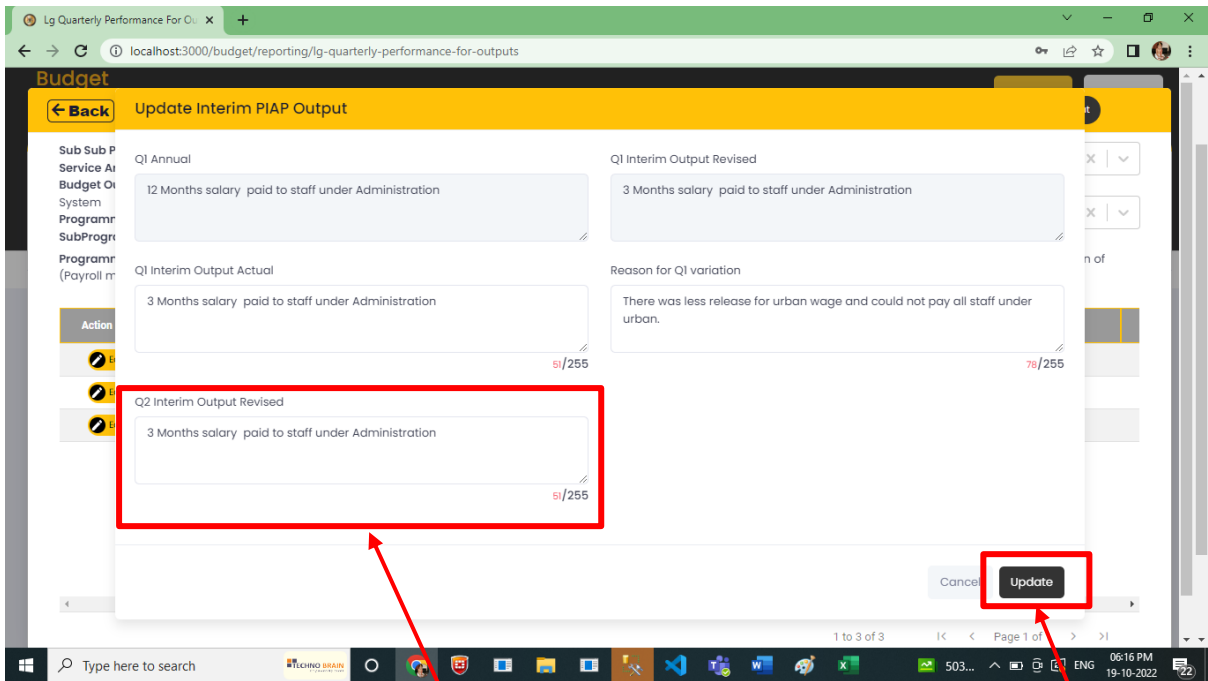 Lg Quarterly Performance For Ou
localhost:3000/budget/reporting/lg-quarterly-performance-for-outputs
Budget
Back
Update Interim PIAP Output
Sub Sub P
Service Ar
Budget Ou
System
Programm
SubProgra
Programm
(Payroll m
n of
Q1 Annual
12 Months salary paid to staff under Administration
Q1 Interim Output Revised
3 Months salary paid to staff under Administration
Q1 Interim Output Actual
3 Months salary paid to staff under Administration
51/255
Reason for Q1 variation
There was less release for urban wage and could not pay all staff under
urban.
78/255
Action
Q2 Interim Output Revised
3 Months salary paid to staff under Administration
51/255
Cancel
Update
1 to 3 of 3
Page 1 of
Type here to search
TECHNO BRAIN
503...
ENG
06:16 PM
19-10-2022
22